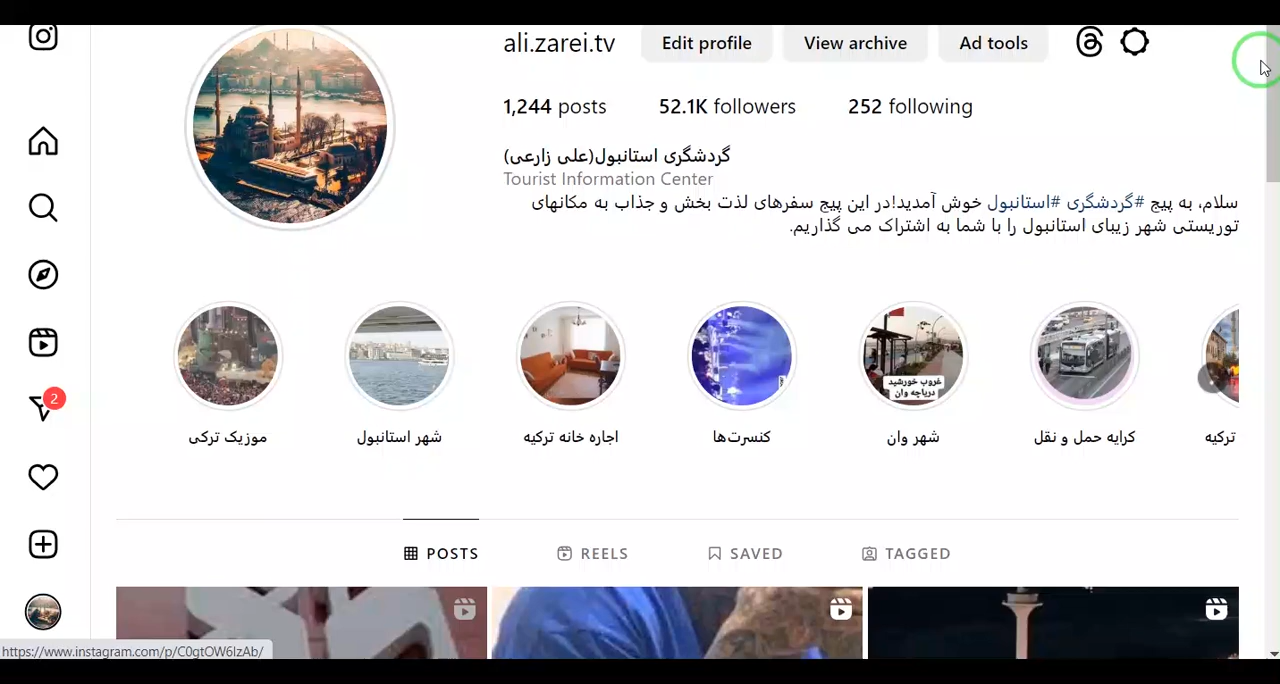 ali.zarei.tv
Edit profile
View archive
Ad tools
1,244 posts
52.1K followers
252 following
گردشگری استانبول(علی زارعی)
Tourist Information Center
سلام، به پیج #گردشگری #استانبول خوش آمدید!در این پیج سفرهای لذت بخش و جذاب به مکانهای
توریستی شهر زیبای استانبول را با شما به اشتراک می گذاریم.
غروب خورشید
دریاچه وان
موزیک ترکی
شهر استانبول
اجاره خانه ترکیه
کنسرت‌ها
شهر وان
کرایه حمل و نقل
ترکیه
2
POSTS
REELS
SAVED
TAGGED
https://www.instagram.com/p/C0gtOW6lzAb/